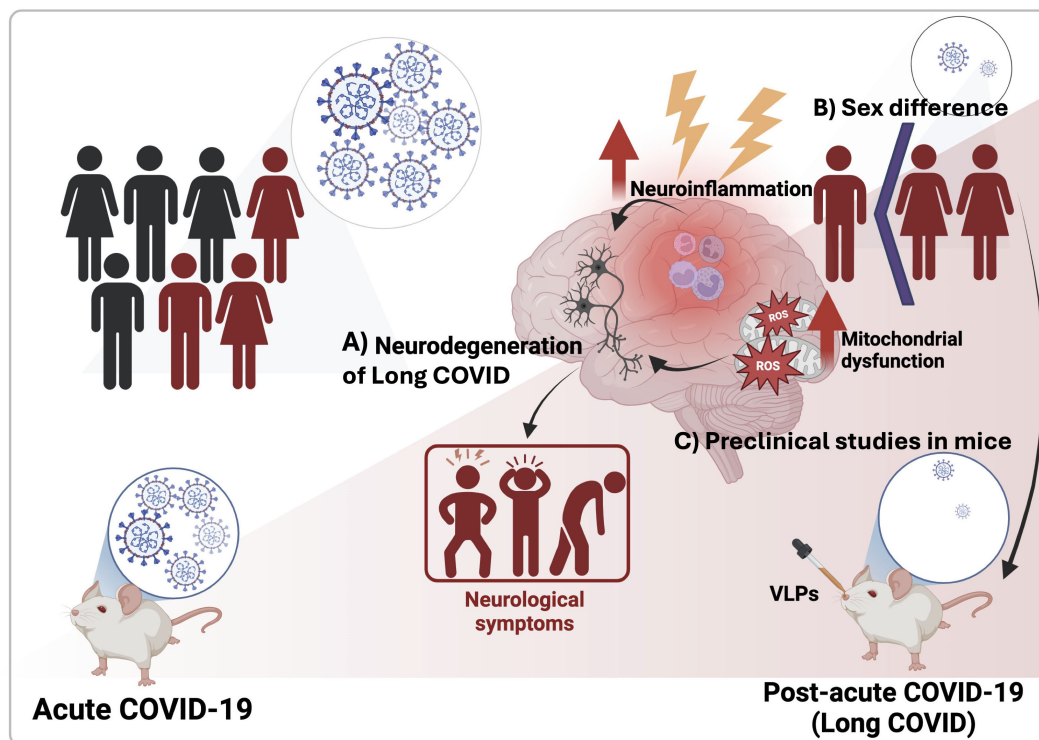 B) Sex difference
Neuroinflammation
ROS
ROS
Mitochondrial
dysfunction
A) Neurodegeneration
of Long COVID
C) Preclinical studies in mice
VLPs
Neurological
symptoms
Acute COVID-19
Post-acute COVID-19
(Long COVID)